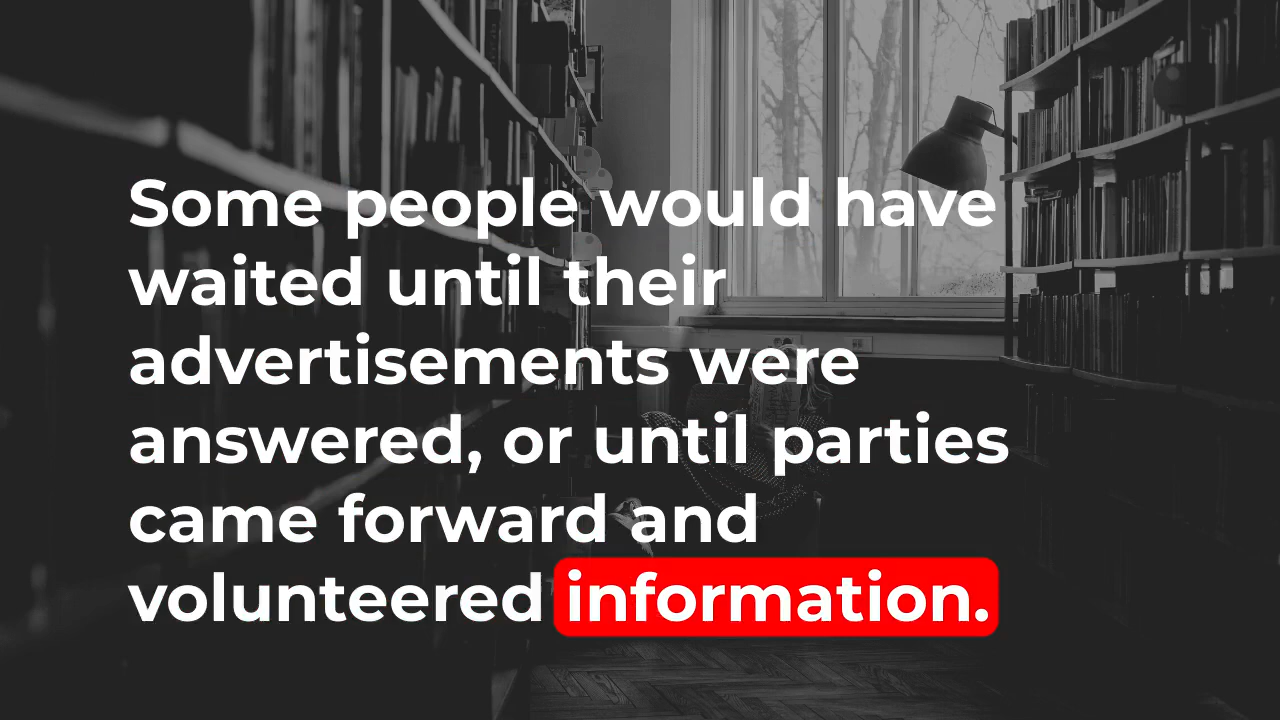 Some people would have
waited until their
advertisements were
answered, or until parties
came forward and
volunteered information.